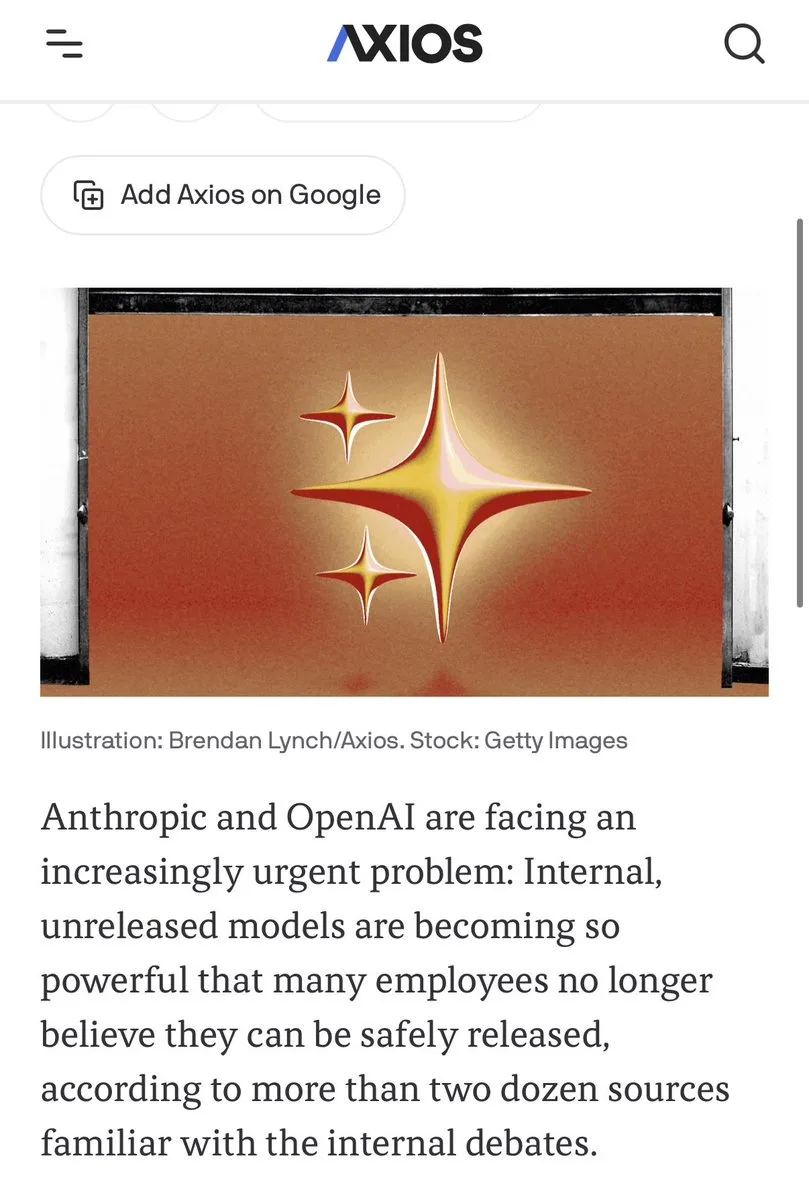 AXIOS
Add Axios on Google
Illustration: Brendan Lynch/Axios. Stock: Getty Images
Anthropic and OpenAI are facing an
increasingly urgent problem: Internal,
unreleased models are becoming so
powerful that many employees no longer
believe they can be safely released,
according to more than two dozen sources
familiar with the internal debates.